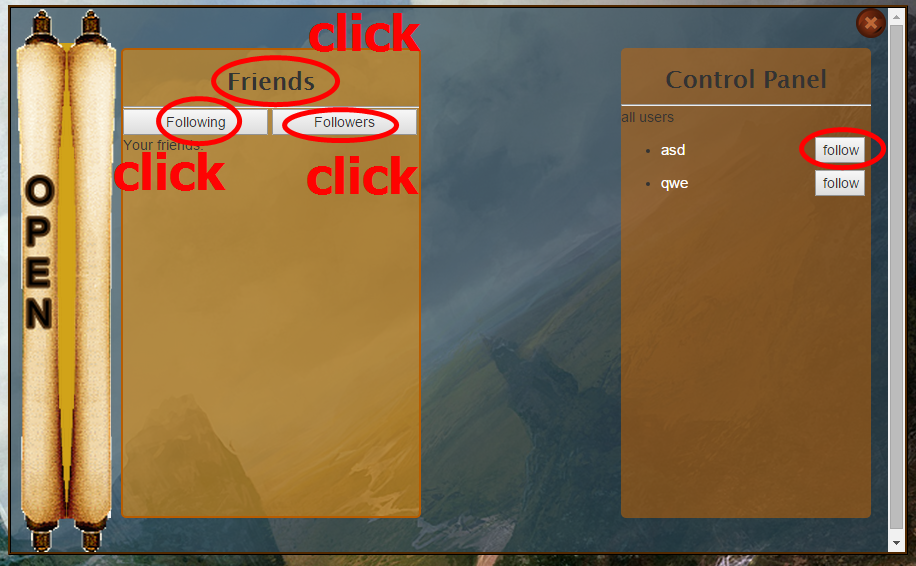 click
Friends
Control Panel
Following
Followers
all users
Your friends:
asd
follow
click
click
qwe
follow
OPEN